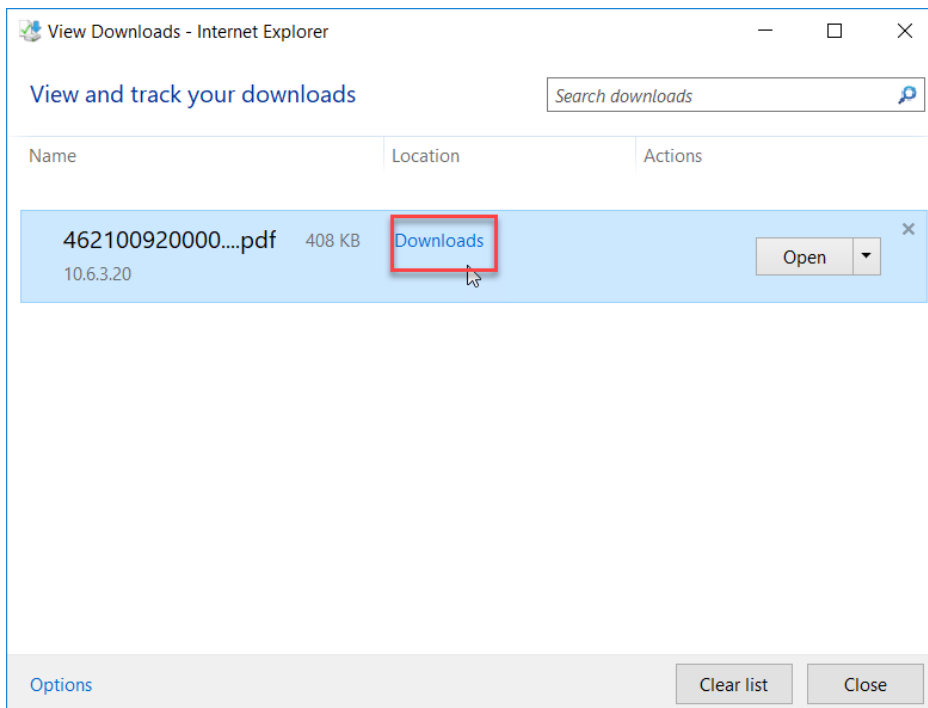 View Downloads - Internet Explorer
View and track your downloads
Search downloads
Name Location Actions
462100920000....pdf 408 KB Downloads
Open
10.6.3.20
Options Clear list Close